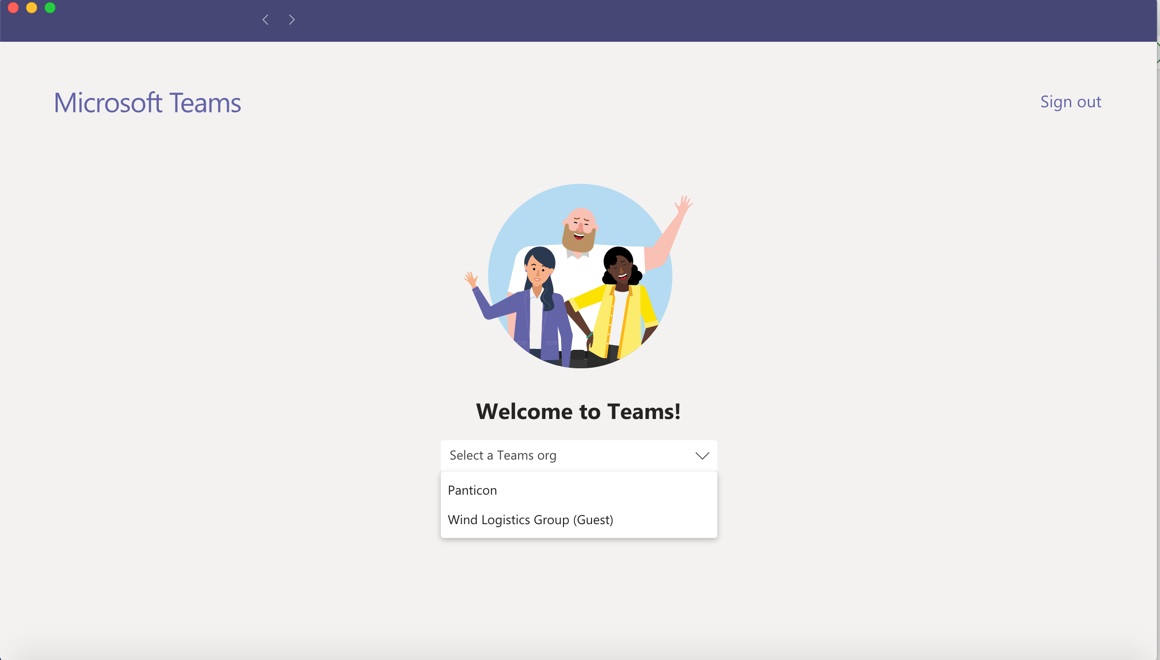 Microsoft Teams
Sign out
Welcome to Teams!
Select a Teams org
Panticon
Wind Logistics Group (Guest)